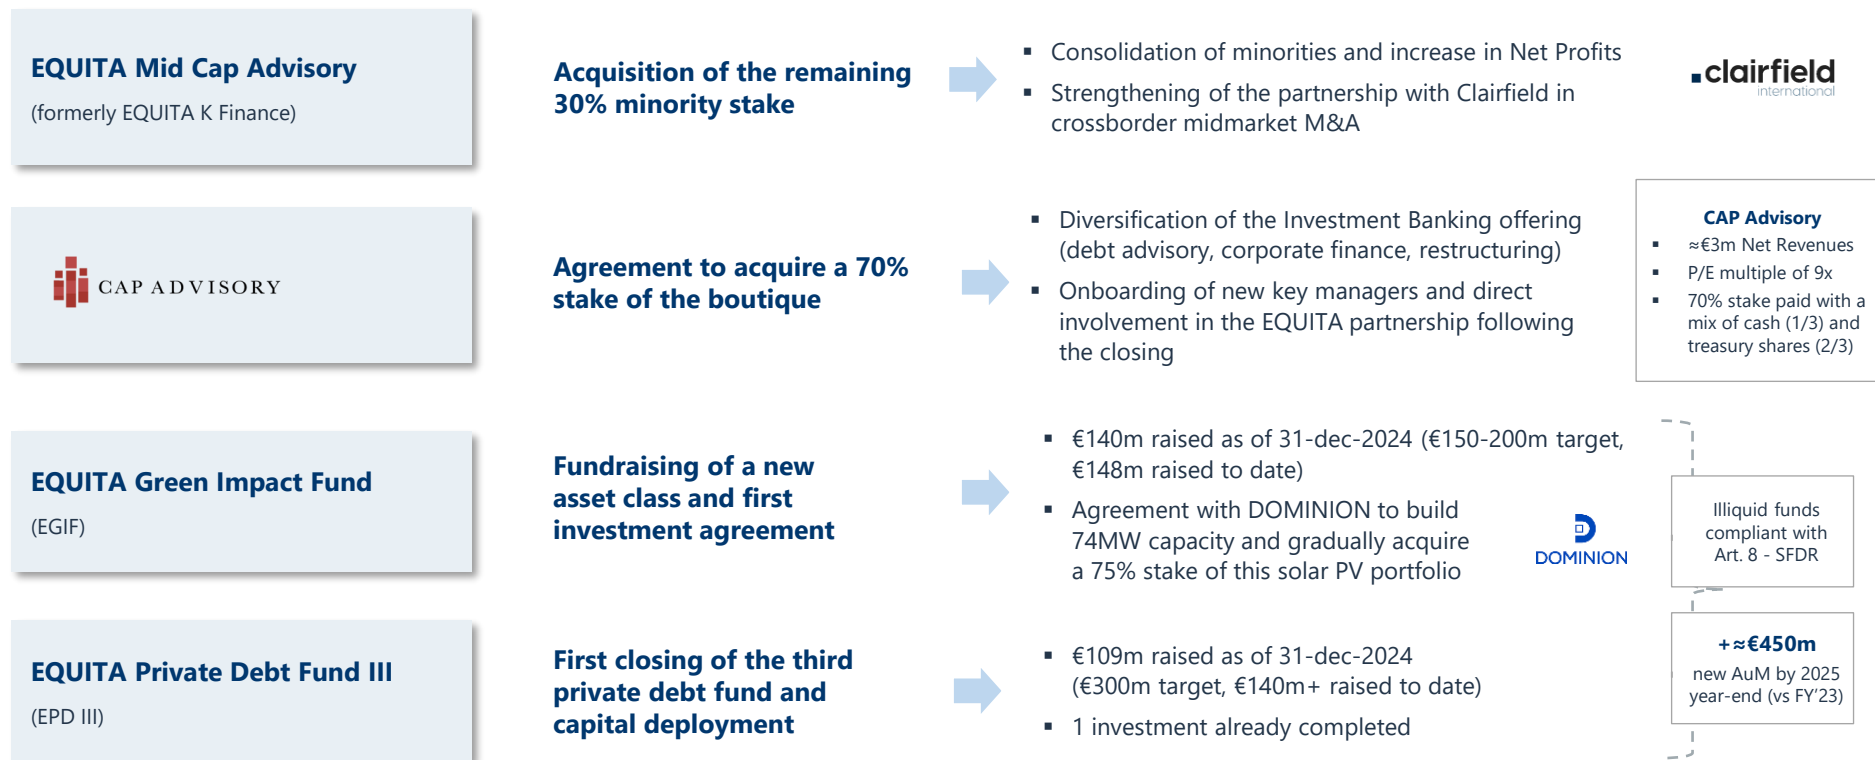 EQUITA Mid Cap Advisory
(formerly EQUITA K Finance)
Acquisition of the remaining
30% minority stake
▪ Consolidation of minorities and increase in Net Profits
▪ Strengthening of the partnership with Clairfield in
crossborder midmarket M&A
clairfield
international
CAP ADVISORY
Agreement to acquire a 70%
stake of the boutique
▪ Diversification of the Investment Banking offering
(debt advisory, corporate finance, restructuring)
▪ Onboarding of new key managers and direct
involvement in the EQUITA partnership following
the closing
CAP Advisory
▪ ≈€3m Net Revenues
▪ P/E multiple of 9x
▪ 70% stake paid with a
mix of cash (1/3) and
treasury shares (2/3)
EQUITA Green Impact Fund
(EGIF)
Fundraising of a new
asset class and first
investment agreement
▪ €140m raised as of 31-dec-2024 (€150-200m target,
€148m raised to date)
▪ Agreement with DOMINION to build
74MW capacity and gradually acquire
a 75% stake of this solar PV portfolio
DOMINION
Illiquid funds
compliant with
Art. 8 - SFDR
EQUITA Private Debt Fund III
(EPD III)
First closing of the third
private debt fund and
capital deployment
▪ €109m raised as of 31-dec-2024
(€300m target, €140m+ raised to date)
▪ 1 investment already completed
+≈€450m
new AuM by 2025
year-end (vs FY'23)